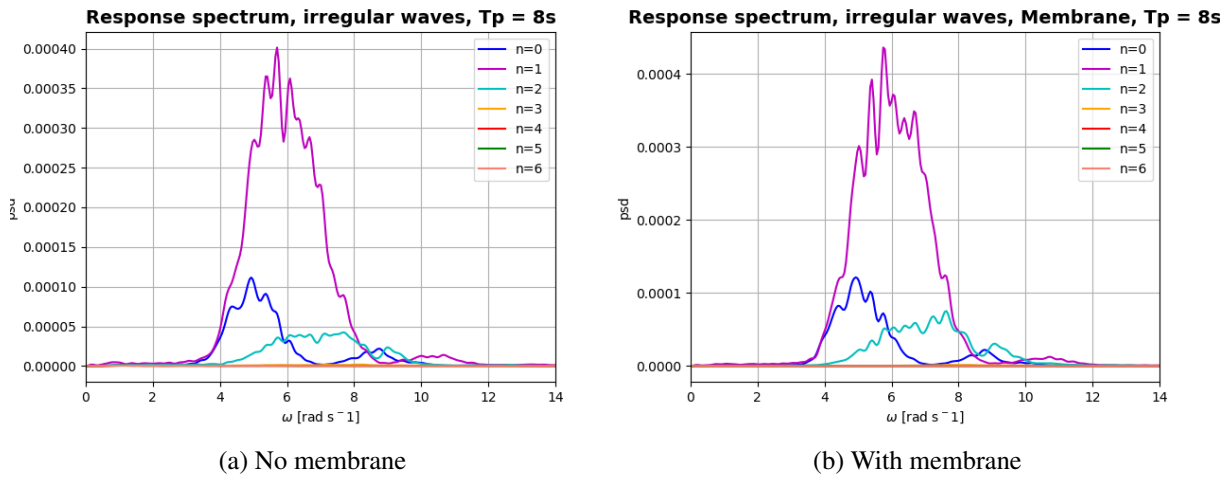 Response spectrum, irregular waves, Tp = 8s
0.00040
0.00035
0.00030
0.00025
0.00020
0.00015
0.00010
0.00005
0.00000
psd
0 2 4 6 8 10 12 14
ω [rad s⁻1]
n=0
n=1
n=2
n=3
n=4
n=5
n=6
(a) No membrane
Response spectrum, irregular waves, Membrane, Tp = 8s
0.0004
0.0003
0.0002
0.0001
0.0000
psd
0 2 4 6 8 10 12 14
ω [rad s⁻1]
n=0
n=1
n=2
n=3
n=4
n=5
n=6
(b) With membrane